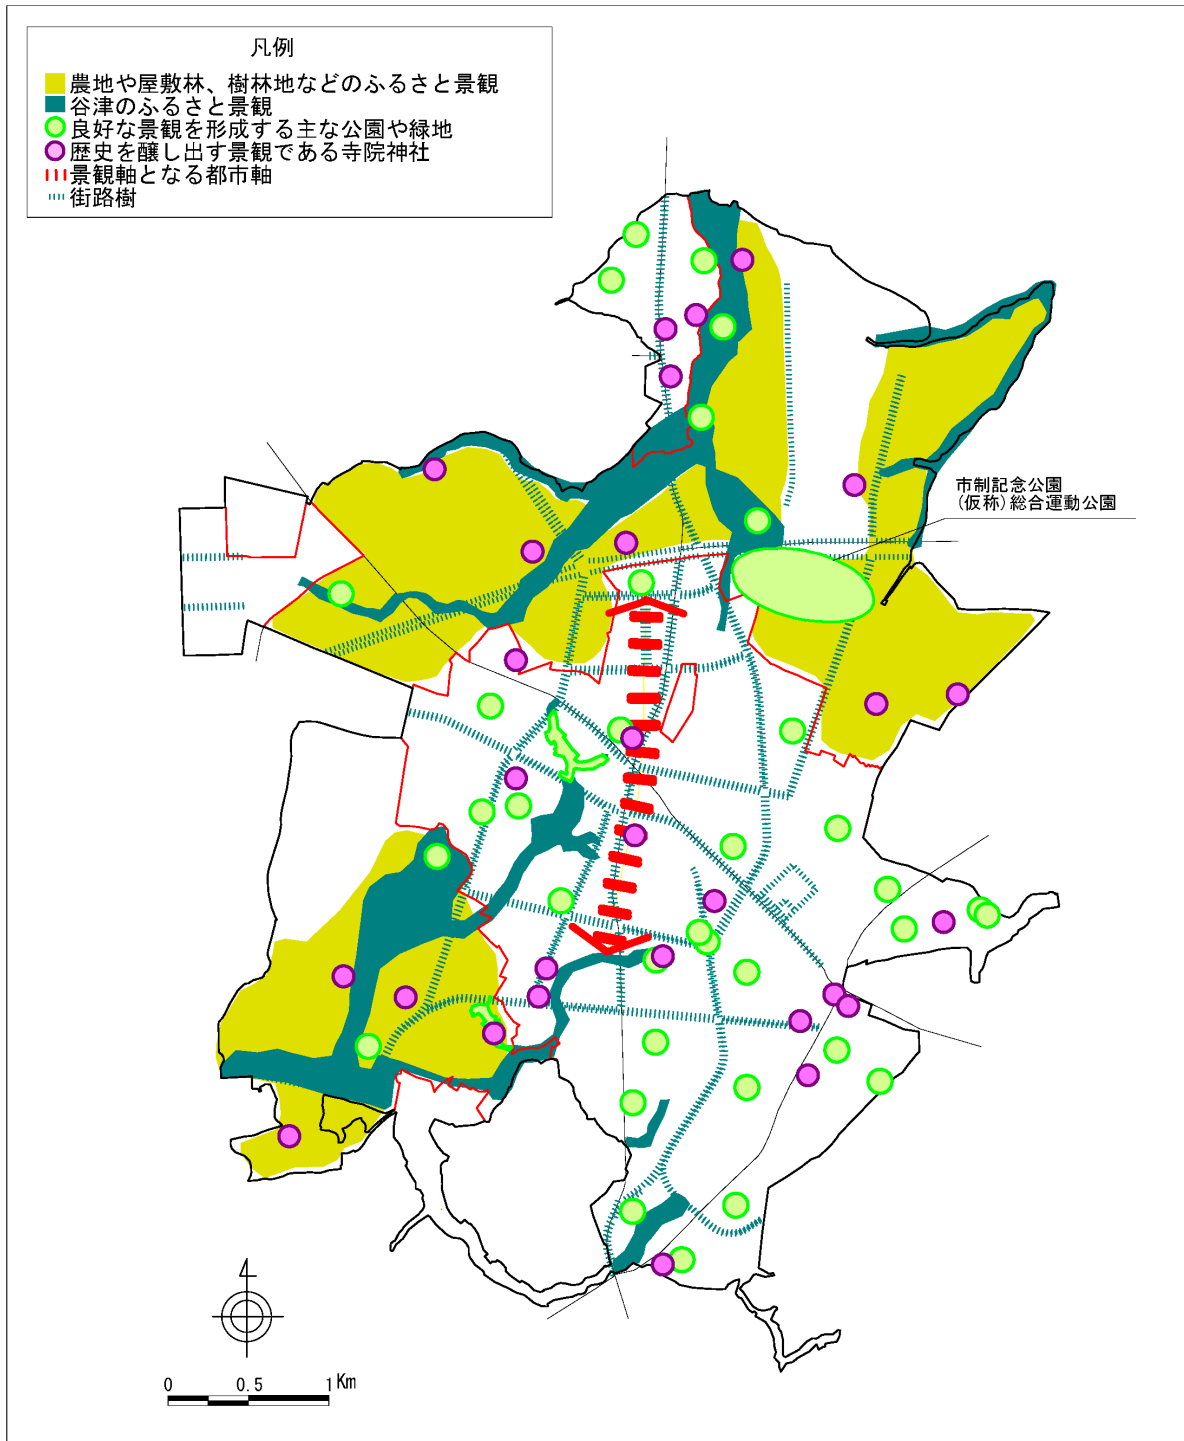 凡例
農地や屋敷林、樹林地などのふるさと景観
谷津のふるさと景観
良好な景観を形成する主な公園や緑地
歴史を醸し出す景観である寺院神社
景観軸となる都市軸
街路樹
市制記念公園
(仮称)総合運動公園
4
0 0.5 1 Km